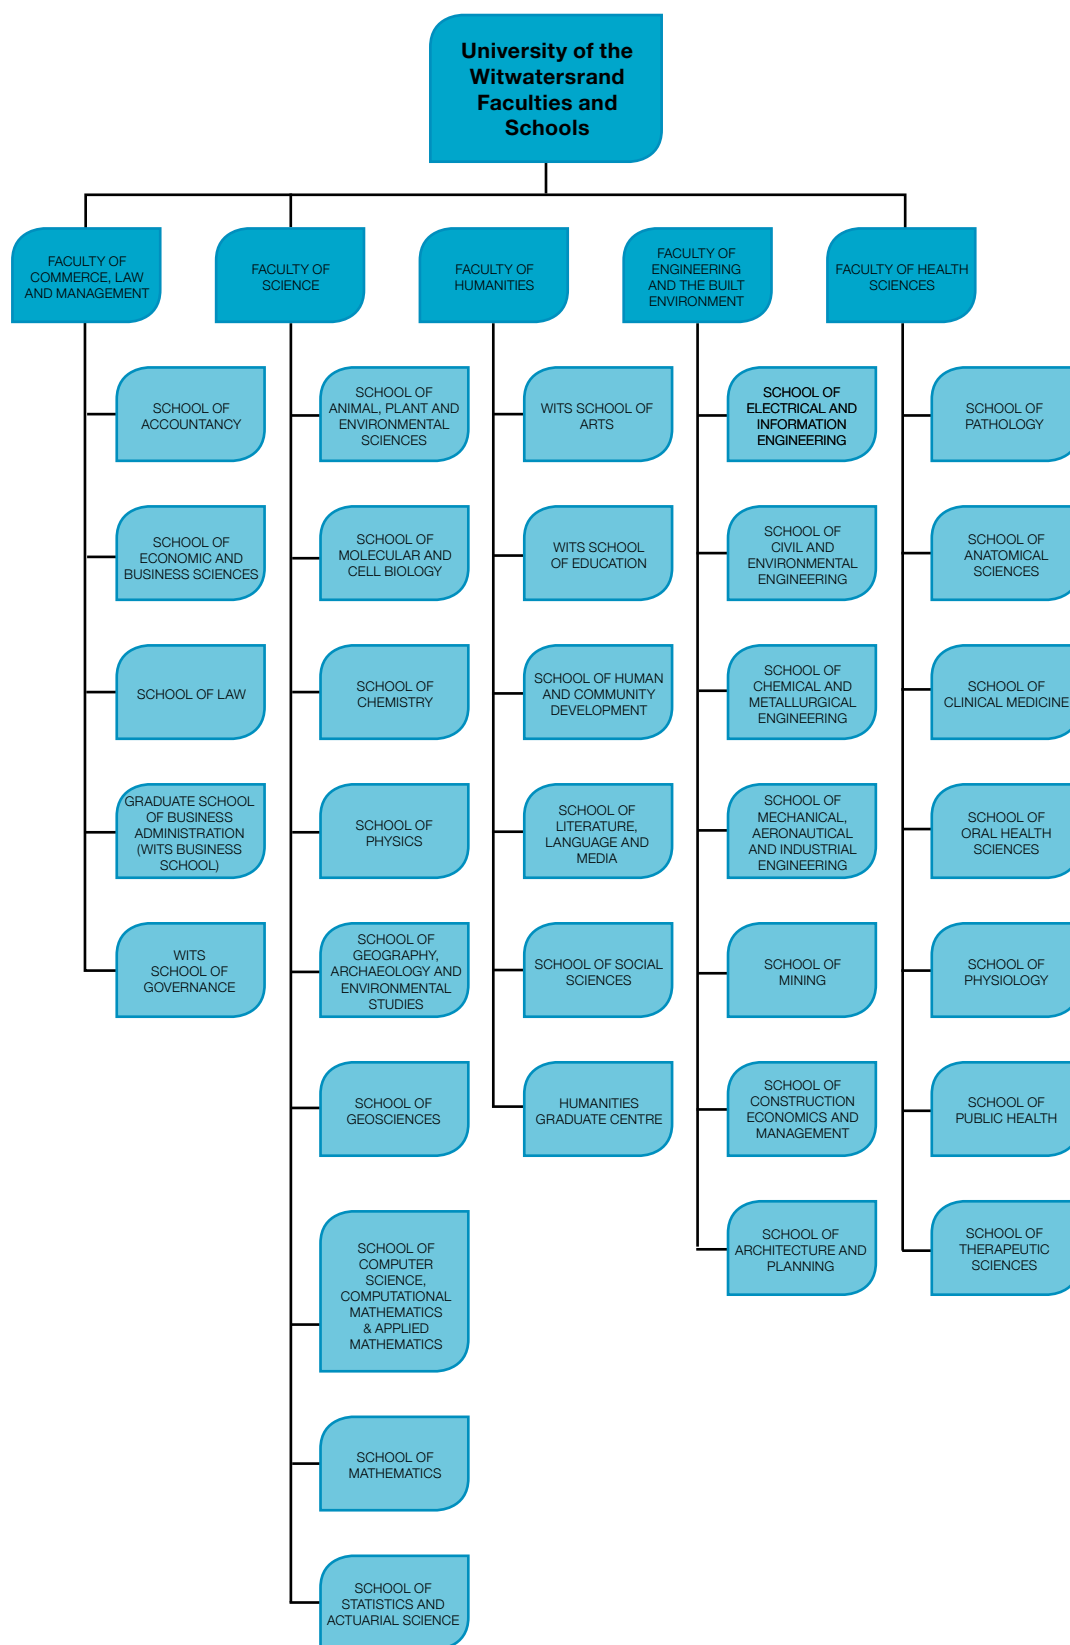 University of the
Witwatersrand
Faculties and
Schools
FACULTY OF
COMMERCE, LAW
AND MANAGEMENT
FACULTY OF
SCIENCE
FACULTY OF
HUMANITIES
FACULTY OF
ENGINEERING
AND THE BUILT
ENVIRONMENT
FACULTY OF HEALTH
SCIENCES
SCHOOL OF
ACCOUNTANCY
SCHOOL OF
ECONOMIC AND
BUSINESS SCIENCES
SCHOOL OF LAW
GRADUATE SCHOOL
OF BUSINESS
ADMINISTRATION
(WITS BUSINESS
SCHOOL)
WITS
SCHOOL OF
GOVERNANCE
SCHOOL OF
ANIMAL, PLANT AND
ENVIRONMENTAL
SCIENCES
SCHOOL OF
MOLECULAR AND
CELL BIOLOGY
SCHOOL OF
CHEMISTRY
SCHOOL OF
PHYSICS
SCHOOL OF
GEOGRAPHY,
ARCHAEOLOGY AND
ENVIRONMENTAL
STUDIES
SCHOOL OF
GEOSCIENCES
SCHOOL OF
COMPUTER
SCIENCE,
COMPUTATIONAL
MATHEMATICS
& APPLIED
MATHEMATICS
SCHOOL OF
MATHEMATICS
SCHOOL OF
STATISTICS AND
ACTUARIAL SCIENCE
WITS SCHOOL OF
ARTS
WITS SCHOOL
OF EDUCATION
SCHOOL OF HUMAN
AND COMMUNITY
DEVELOPMENT
SCHOOL OF
LITERATURE,
LANGUAGE AND
MEDIA
SCHOOL OF SOCIAL
SCIENCES
HUMANITIES
GRADUATE CENTRE
SCHOOL OF
ELECTRICAL AND
INFORMATION
ENGINEERING
SCHOOL OF
CIVIL AND
ENVIRONMENTAL
ENGINEERING
SCHOOL OF
CHEMICAL AND
METALLURGICAL
ENGINEERING
SCHOOL OF
MECHANICAL,
AERONAUTICAL
AND INDUSTRIAL
ENGINEERING
SCHOOL OF
MINING
SCHOOL OF
CONSTRUCTION
ECONOMICS AND
MANAGEMENT
SCHOOL OF
ARCHITECTURE AND
PLANNING
SCHOOL OF
PATHOLOGY
SCHOOL OF
ANATOMICAL
SCIENCES
SCHOOL OF
CLINICAL MEDICINE
SCHOOL OF
ORAL HEALTH
SCIENCES
SCHOOL OF
PHYSIOLOGY
SCHOOL OF
PUBLIC HEALTH
SCHOOL OF
THERAPEUTIC
SCIENCES